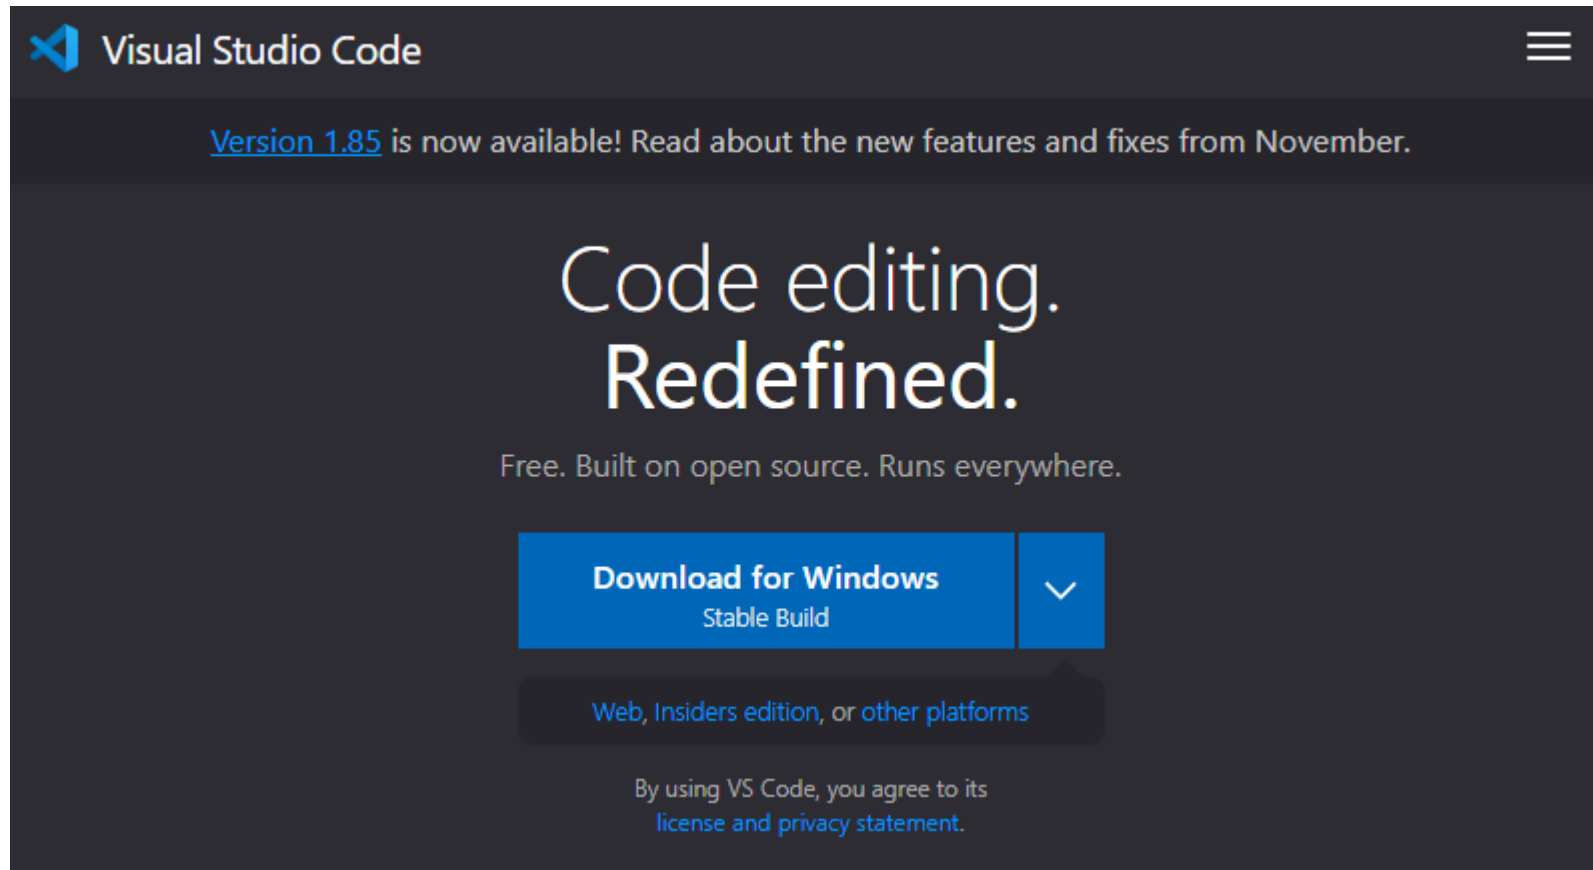 Visual Studio Code
Version 1.85 is now available! Read about the new features and fixes from November.
Code editing.
Redefined.
Free. Built on open source. Runs everywhere.
Download for Windows
Stable Build
Web, Insiders edition, or other platforms
By using VS Code, you agree to its
license and privacy statement.